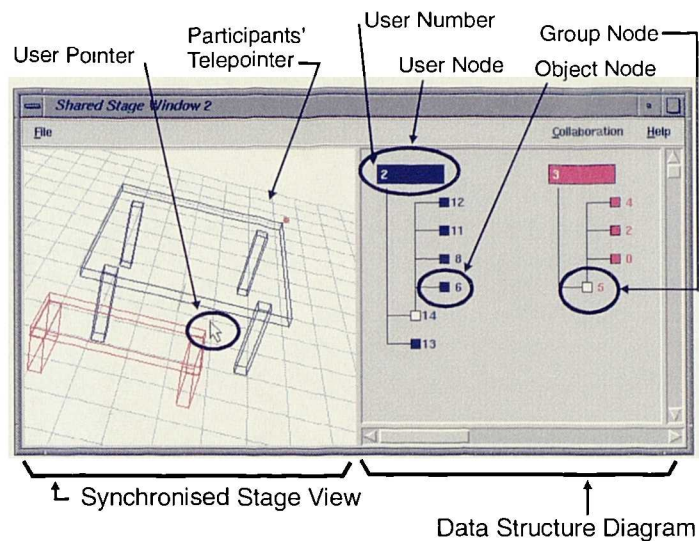 User Number
Participants'
Telepointer
User Pointer
Group Node
User Node
Object Node
Shared Stage Window 2
File
Collaboration
Help
2
3
12
4
11
2
8
0
6
5
14
13
Synchronised Stage View
Data Structure Diagram